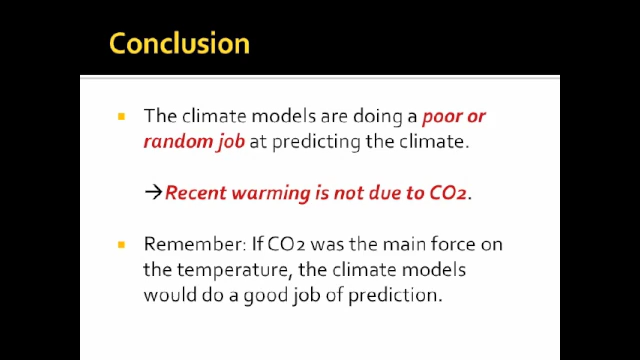 Conclusion
The climate models are doing a poor or
random job at predicting the climate.
→Recent warming is not due to CO2.
Remember: If CO2 was the main force on
the temperature, the climate models
would do a good job of prediction.